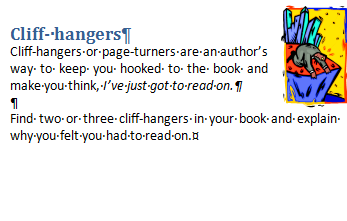 Cliff-hangers¶
Cliff-hangers or page-turners are an author's
way to keep you hooked to the book and
make you think, I've just got to read on. ¶
¶
Find two or three cliff-hangers in your book and explain
why you felt you had to read on.¤